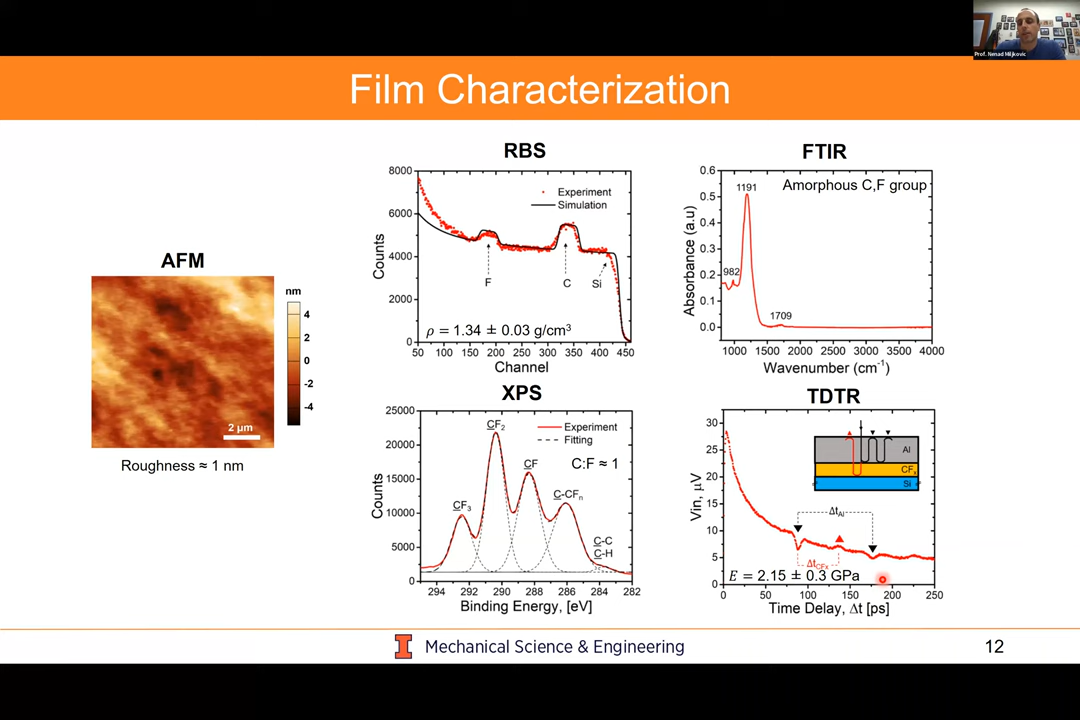 Prof. Nenad Miljkovic
Film Characterization
AFM
nm
4
2
0
-2
-4
2 μm
Roughness ≈ 1 nm
RBS
8000
6000
4000
2000
0
Counts
Experiment
Simulation
F
C
Si
ρ = 1.34 ± 0.03 g/cm³
50 100 150 200 250 300 350 400 450
Channel
FTIR
0.6
0.5
0.4
0.3
0.2
0.1
0.0
Absorbance (a.u)
Amorphous C,F group
1191
982
1709
1000 1500 2000 2500 3000 3500 4000
Wavenumber (cm⁻¹)
XPS
25000
20000
15000
10000
5000
0
Counts
Experiment
Fitting
C:F ≈ 1
CF₃
CF₂
CF
C-CFₙ
C-C
C-H
294 292 290 288 286 284 282
Binding Energy, [eV]
TDTR
30
25
20
15
10
5
0
Vin, μV
Al
CFₓ
Si
Δt_Al
Δt_CFx
E = 2.15 ± 0.3 GPa
0 50 100 150 200 250
Time Delay, Δt [ps]
I Mechanical Science & Engineering
12